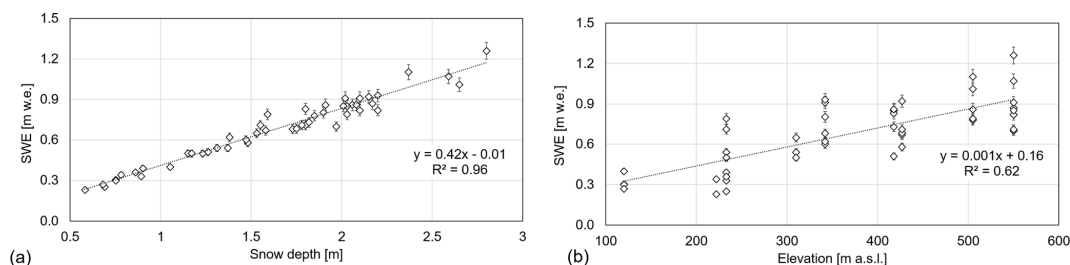 1.5
1.2
0.9
0.6
0.3
0.0
SWE [m w.e.]
y = 0.42x - 0.01
R² = 0.96
0.5 1 1.5 2 2.5 3
Snow depth [m]
(a)
1.5
1.2
0.9
0.6
0.3
0.0
SWE [m w.e.]
y = 0.001x + 0.16
R² = 0.62
100 200 300 400 500 600
Elevation [m a.s.l.]
(b)